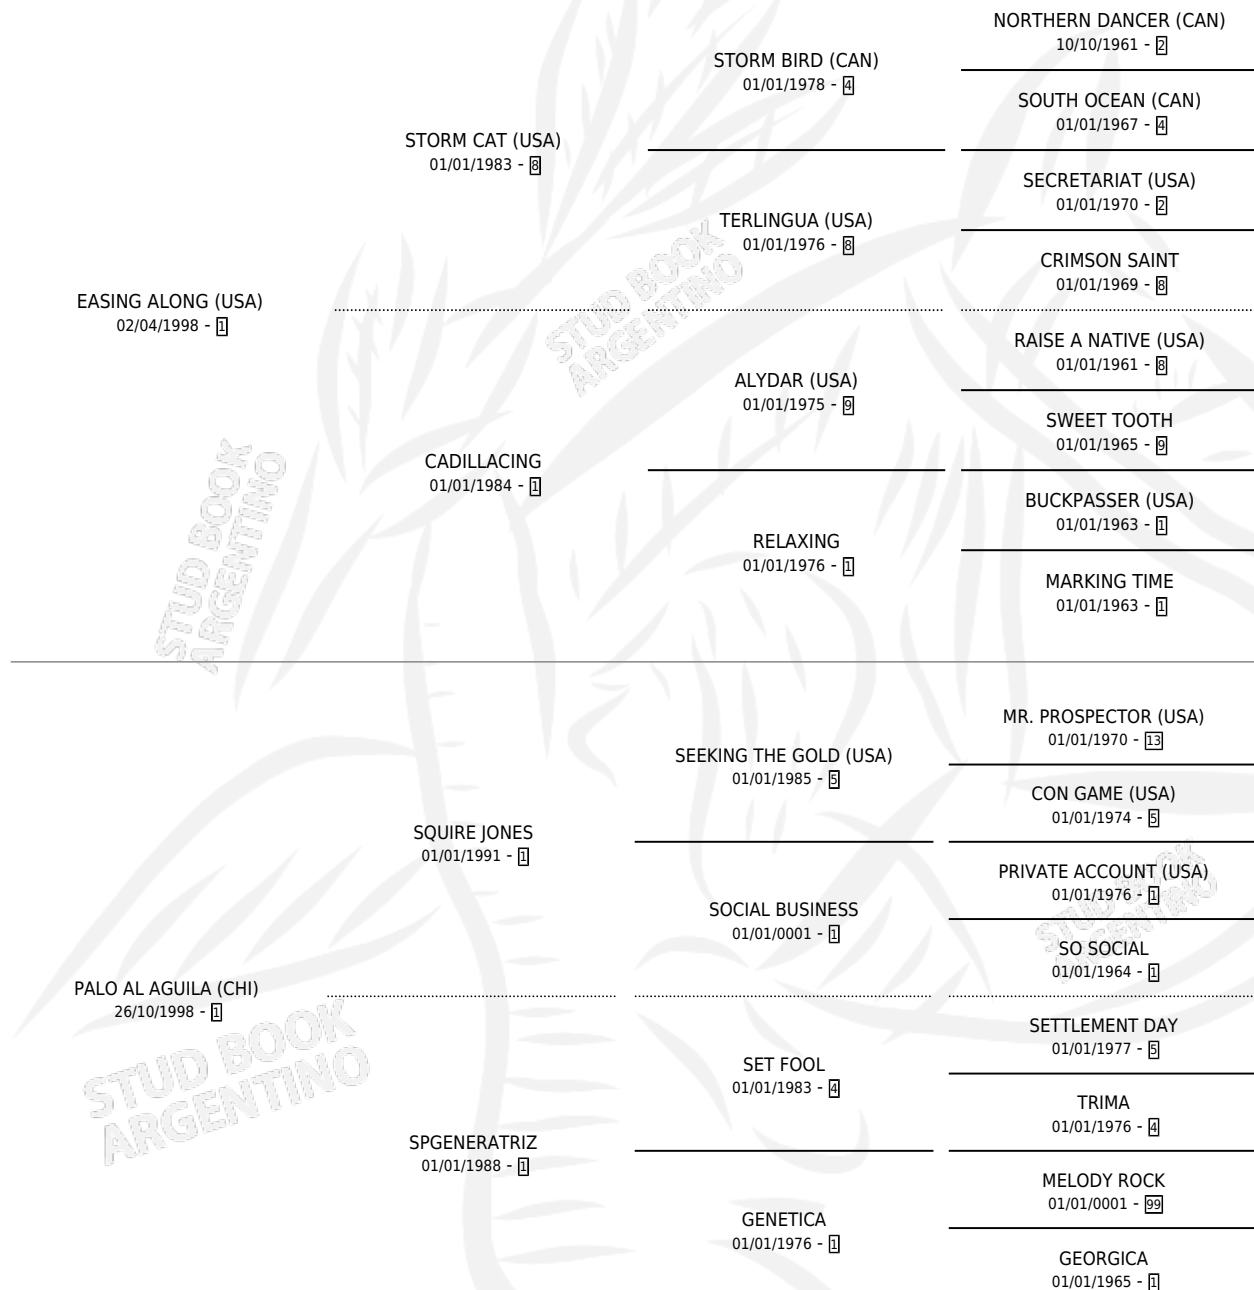 NORTHERN DANCER (CAN)
10/10/1961 - 2
STORM BIRD (CAN)
01/01/1978 - 4
SOUTH OCEAN (CAN)
01/01/1967 - 4
STORM CAT (USA)
01/01/1983 - 8
SECRETARIAT (USA)
01/01/1970 - 2
TERLINGUA (USA)
01/01/1976 - 8
CRIMSON SAINT
01/01/1969 - 8
EASING ALONG (USA)
02/04/1998 - 1
RAISE A NATIVE (USA)
01/01/1961 - 8
ALYDAR (USA)
01/01/1975 - 9
SWEET TOOTH
01/01/1965 - 9
CADILLACING
01/01/1984 - 1
BUCKPASSER (USA)
01/01/1963 - 1
RELAXING
01/01/1976 - 1
MARKING TIME
01/01/1963 - 1
MR. PROSPECTOR (USA)
01/01/1970 - 13
SEEKING THE GOLD (USA)
01/01/1985 - 5
CON GAME (USA)
01/01/1974 - 5
SQUIRE JONES
01/01/1991 - 1
PRIVATE ACCOUNT (USA)
01/01/1976 - 1
SOCIAL BUSINESS
01/01/0001 - 1
SO SOCIAL
01/01/1964 - 1
PALO AL AGUILA (CHI)
26/10/1998 - 1
SETTLEMENT DAY
01/01/1977 - 5
SET FOOL
01/01/1983 - 4
TRIMA
01/01/1976 - 4
SPGENERATRIZ
01/01/1988 - 1
MELODY ROCK
01/01/0001 - 99
GENETICA
01/01/1976 - 1
GEORGICA
01/01/1965 - 1
STUD BOOK
ARGENTINO
STUD BOOK
ARGENTINO
STUD BOOK
ARGENTINO
STUD BOOK
ARGENTINO